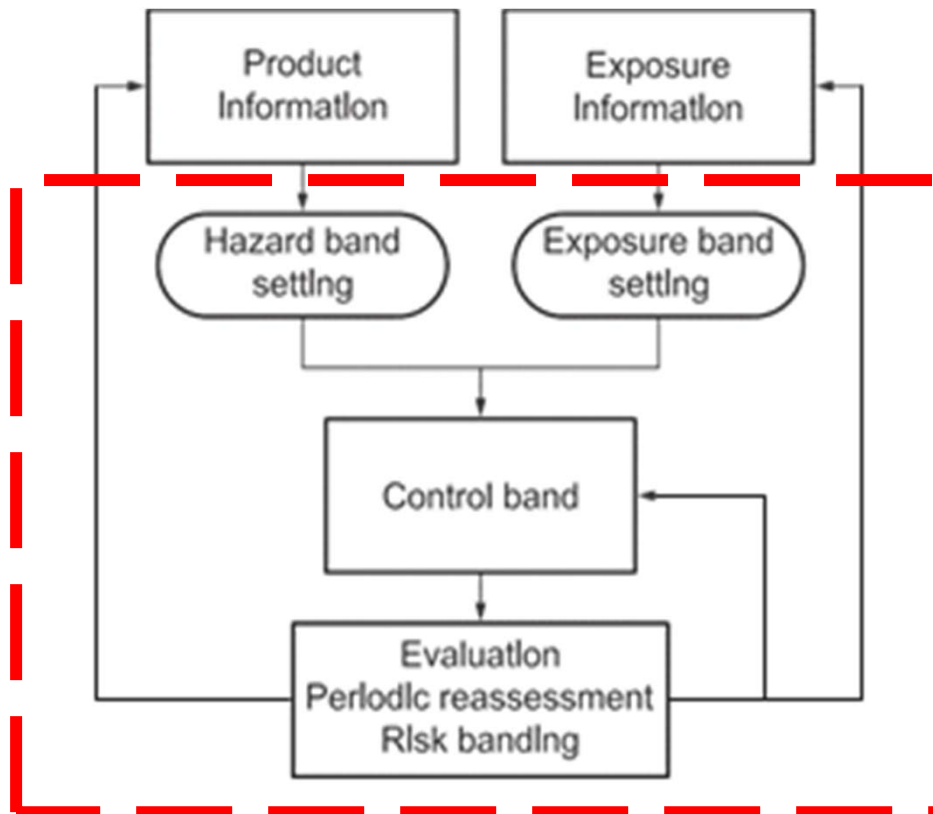 Product
Information
Exposure
Information
Hazard band
setting
Exposure band
setting
Control band
Evaluation
Periodic reassessment
Risk banding